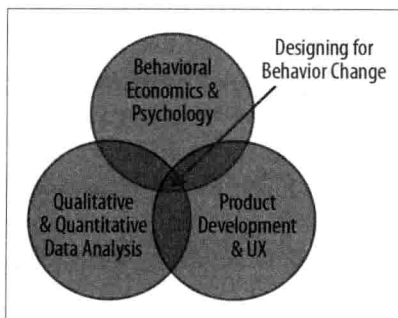 Designing for
Behavior Change
Behavioral
Economics &
Psychology
Qualitative
& Quantitative
Data Analysis
Product
Development
& UX